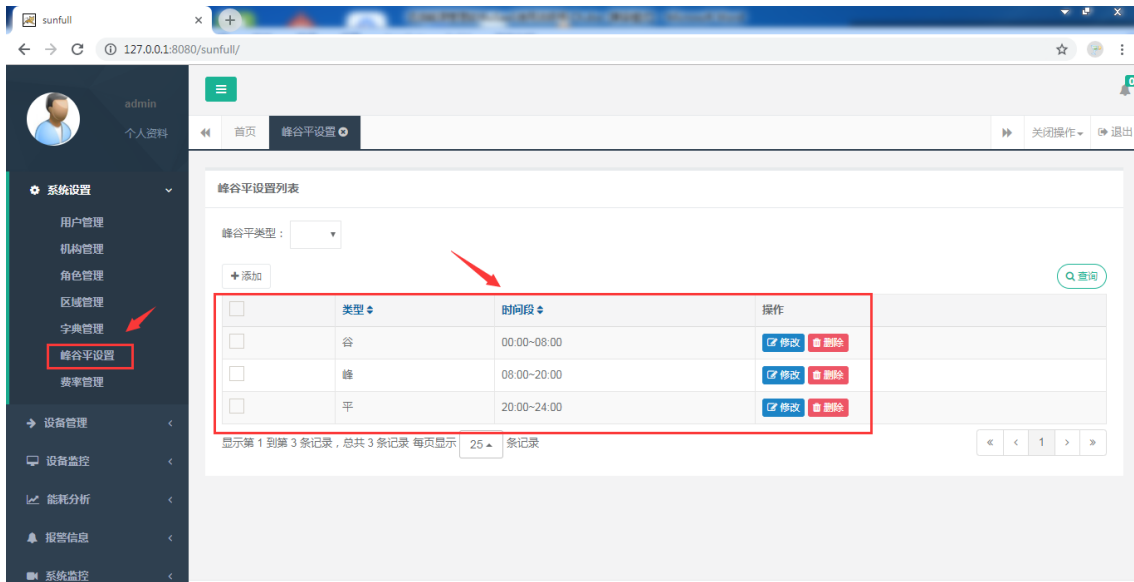 sunfull
127.0.0.1:8080/sunfull/
admin
个人资料
首页 峰谷平设置 关闭操作 退出
0
系统设置
用户管理
机构管理
角色管理
区域管理
字典管理
峰谷平设置
费率管理
设备管理
设备监控
能耗分析
报警信息
系统监控
峰谷平设置列表
峰谷平类型：
添加 查询
类型 时间段 操作
谷 00:00~08:00 修改 删除
峰 08:00~20:00 修改 删除
平 20:00~24:00 修改 删除
显示第 1 到第 3 条记录，总共 3 条记录 每页显示 25 条记录
« ‹ 1 › »